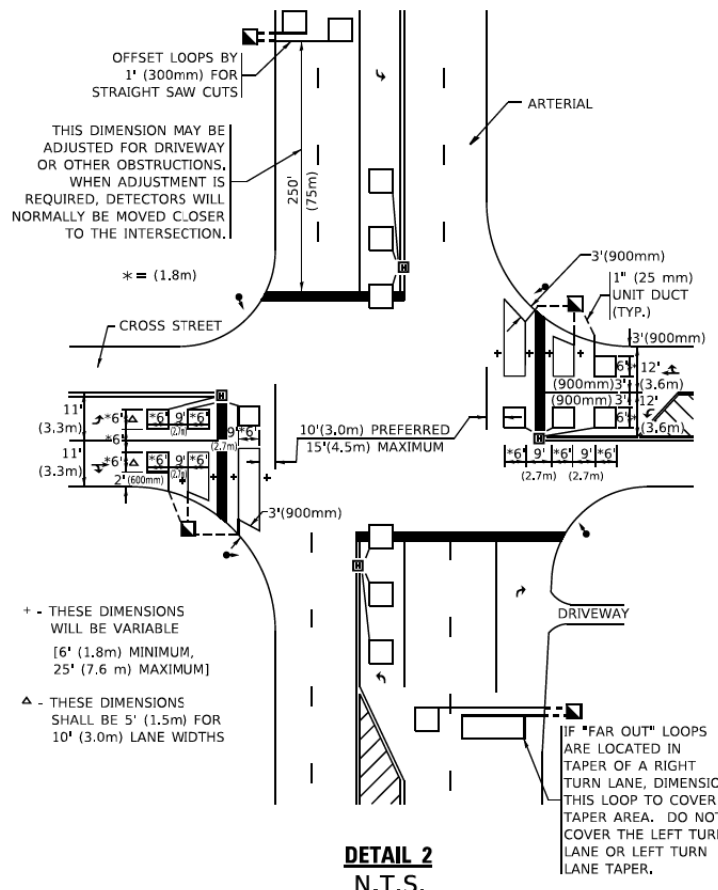 OFFSET LOOPS BY
1' (300mm) FOR
STRAIGHT SAW CUTS
THIS DIMENSION MAY BE
ADJUSTED FOR DRIVEWAY
OR OTHER OBSTRUCTIONS.
WHEN ADJUSTMENT IS
REQUIRED, DETECTORS WILL
NORMALLY BE MOVED CLOSER
TO THE INTERSECTION.
250'
(75m)
ARTERIAL
* = (1.8m)
CROSS STREET
H
3'(900mm)
1" (25 mm)
UNIT DUCT
(TYP.)
3'(900mm)
6'*
12'
(3.6m)
(900mm) 3'
(900mm) 3'
12'
6'*
(3.6m)
H
*6' 9' *6' 9' *6'
(2.7m) (2.7m)
10'(3.0m) PREFERRED
15'(4.5m) MAXIMUM
H
11'
(3.3m)
*6' Δ
*6' 9' *6'
(2.7m)
9' *6'
(2.7m)
11'
(3.3m)
*6' Δ
*6' 9' *6'
(2.7m)
2' (600mm)
3'(900mm)
H
DRIVEWAY
+ - THESE DIMENSIONS
WILL BE VARIABLE
[6' (1.8m) MINIMUM,
25' (7.6 m) MAXIMUM]
Δ - THESE DIMENSIONS
SHALL BE 5' (1.5m) FOR
10' (3.0m) LANE WIDTHS
IF "FAR OUT" LOOPS
ARE LOCATED IN
TAPER OF A RIGHT
TURN LANE, DIMENSIO
THIS LOOP TO COVER
TAPER AREA. DO NOT
COVER THE LEFT TURN
LANE OR LEFT TURN
LANE TAPER.
DETAIL 2
N.T.S.